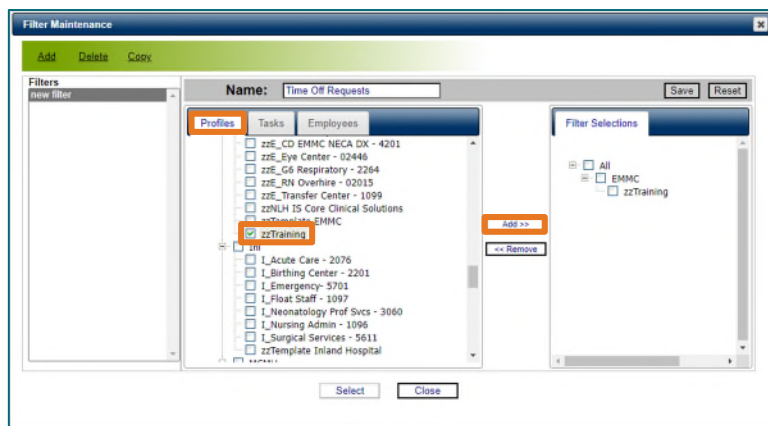 Filter Maintenance
Add Delete Copy
Filters
new filter
Name: Time Off Requests Save Reset
Profiles Tasks Employees
zzE_CD EMMC NECA DX - 4201
zzE_Eye Center - 02446
zzE_G6 Respiratory - 2264
zzE_RN Overhire - 02015
zzE_Transfer Center - 1099
zzNLH IS Core Clinical Solutions
zzTemplate EMMC
zzTraining
Inl
I_Acute Care - 2076
I_Birthing Center - 2201
I_Emergency- 5701
I_Float Staff - 1097
I_Neonatology Prof Svcs - 3060
I_Nursing Admin - 1096
I_Surgical Services - 5611
zzTemplate Inland Hospital
Add >>
<< Remove
Filter Selections
All
EMMC
zzTraining
Select Close